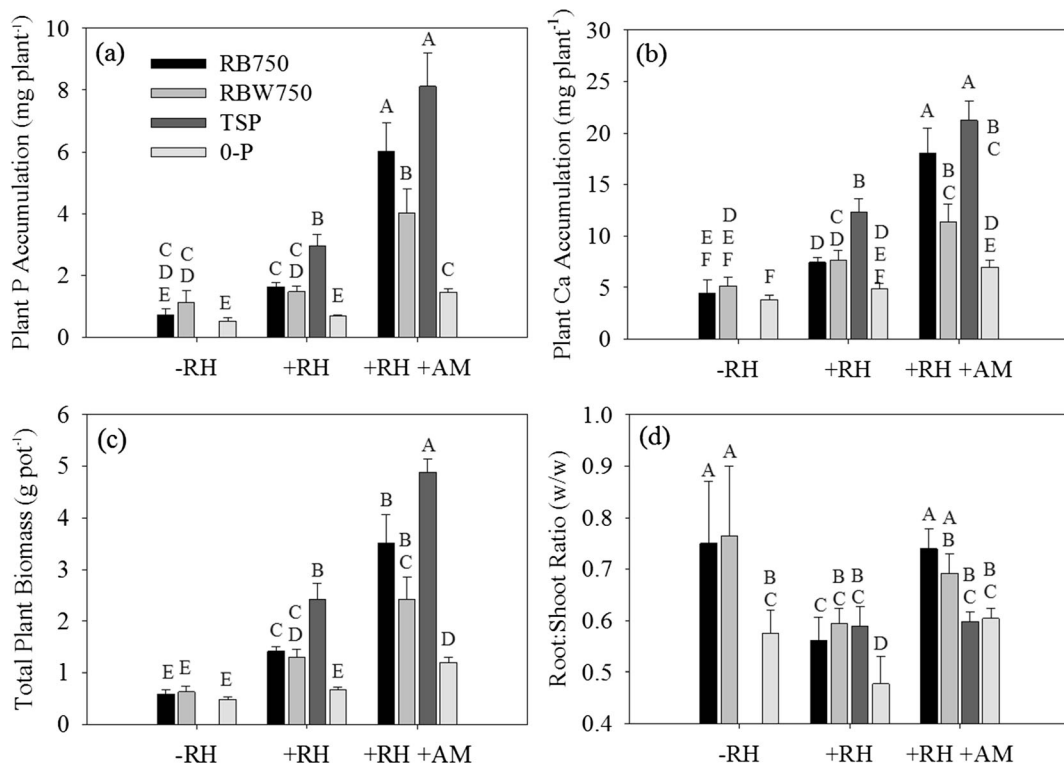 (a)
Plant P Accumulation (mg plant⁻¹)
10
8
6
4
2
0
RB750
RBW750
TSP
0-P
C
D
E
C
D
E
C
C
D
B
E
A
B
A
C
-RH
+RH
+RH +AM
(b)
Plant Ca Accumulation (mg plant⁻¹)
30
25
20
15
10
5
0
E
F
D
E
F
F
D
C
D
B
D
E
F
A
B
C
A
B
C
D
E
-RH
+RH
+RH +AM
(c)
Total Plant Biomass (g pot⁻¹)
6
5
4
3
2
1
0
E
E
E
C
C
D
B
E
B
B
C
A
D
-RH
+RH
+RH +AM
(d)
Root:Shoot Ratio (w/w)
1.0
0.9
0.8
0.7
0.6
0.5
0.4
A
A
B
C
C
B
C
B
C
D
A
A
B
B
C
B
C
-RH
+RH
+RH +AM